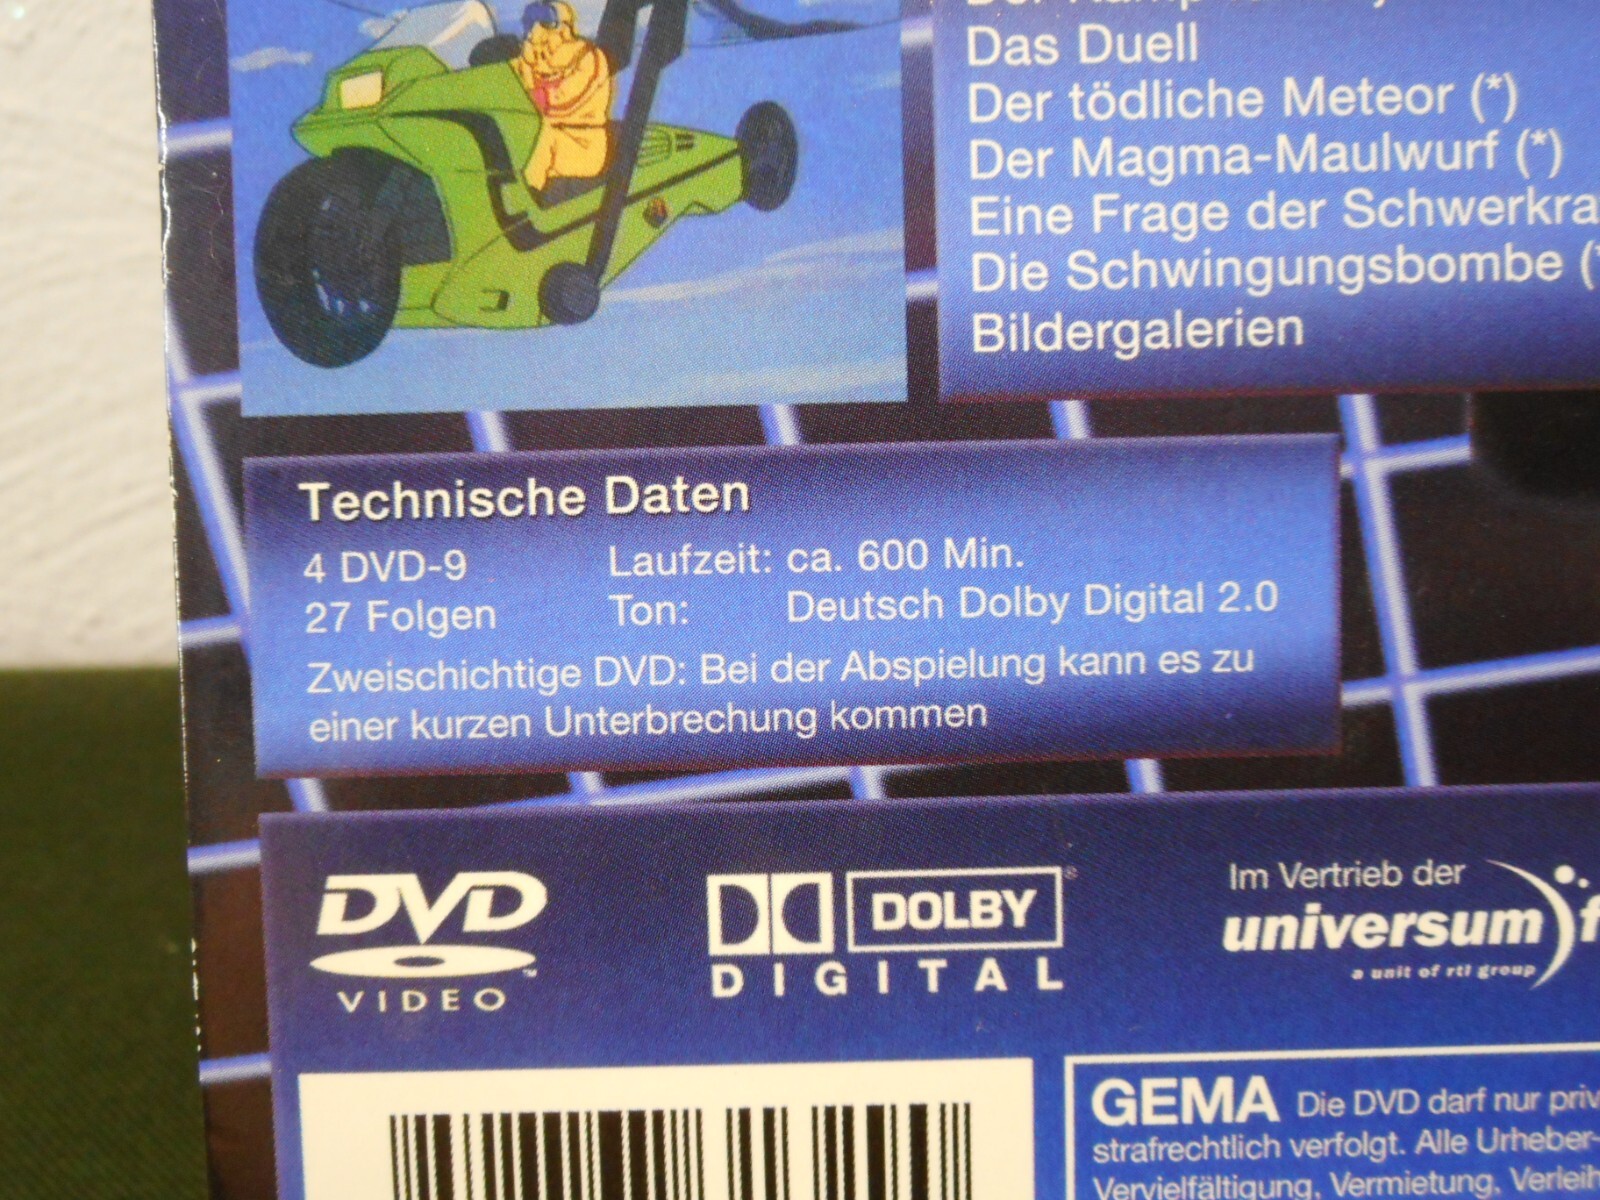 Das Duell
Der tödliche Meteor (*)
Der Magma-Maulwurf (*)
Eine Frage der
Die Schwingungsbombe (*
Bildergalerien
Technische Daten
4 DVD-9 Laufzeit: ca. 600 Min.
27 Folgen Ton: Deutsch Dolby Digital 2.0
Zweischichtige DVD: Bei der Abspielung kann es zu
einer kurzen Unterbrechung kommen
DVD
VIDEO
DOLBY
DIGITAL
Im Vertrieb der
universum
a unit of rtl group
GEMA Die DVD darf nur
strafrechtlich verfolgt. Alle Urheber-
Vervielfältigung, Vermietung,